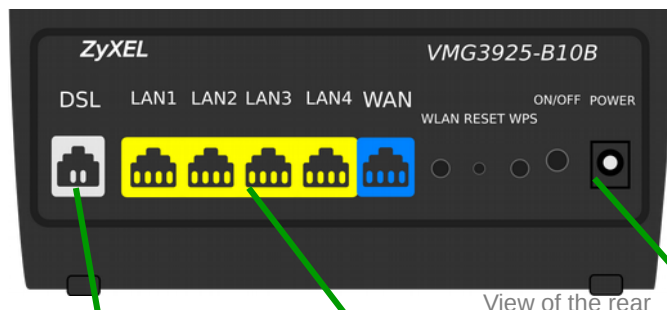 ZyXEL VMG3925-B10B
DSL LAN1 LAN2 LAN3 LAN4 WAN
ON/OFF POWER
WLAN RESET WPS
View of the rear